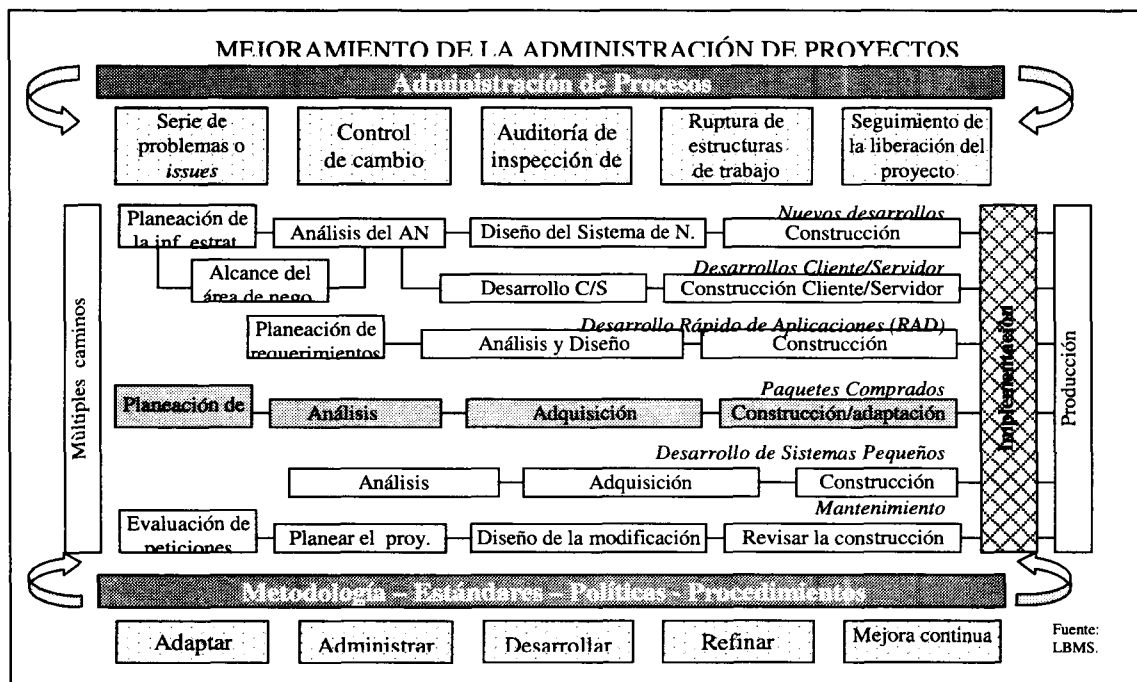 MEJORAMIENTO DE LA ADMINISTRACIÓN DE PROYECTOS
Administración de Procesos
Serie de
problemas o
issues
Control
de cambio
Auditoría de
inspección de
Ruptura de
estructuras
de trabajo
Seguimiento de
la liberación del
proyecto
Mùltiples caminos
Nuevos desarrollos
Planeación de
la inf. estrat.
Análisis del AN
Diseño del Sistema de N.
Construcción
Desarrollos Cliente/Servidor
Alcance del
área de nego.
Desarrollo C/S
Construcción Cliente/Servidor
Desarrollo Rápido de Aplicaciones (RAD)
Planeación de
requerimientos
Análisis y Diseño
Construcción
Paquetes Comprados
Planeación de
Análisis
Adquisición
Construcción/adaptación
Desarrollo de Sistemas Pequeños
Análisis
Adquisición
Construcción
Mantenimiento
Evaluación de
peticiones
Planear el proy.
Diseño de la modificación
Revisar la construcción
Implementación
Producción
Metodología – Estándares – Políticas - Procedimientos
Adaptar
Administrar
Desarrollar
Refinar
Mejora continua
Fuente:
LBMS.